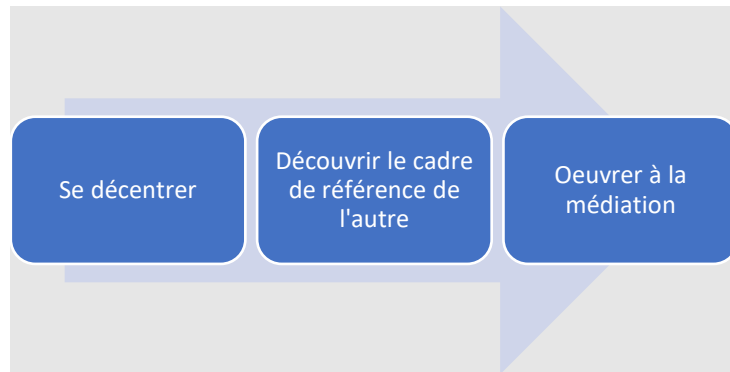 Se décentrer
Découvrir le cadre
de référence de
l'autre
Oeuvrer à la
médiation